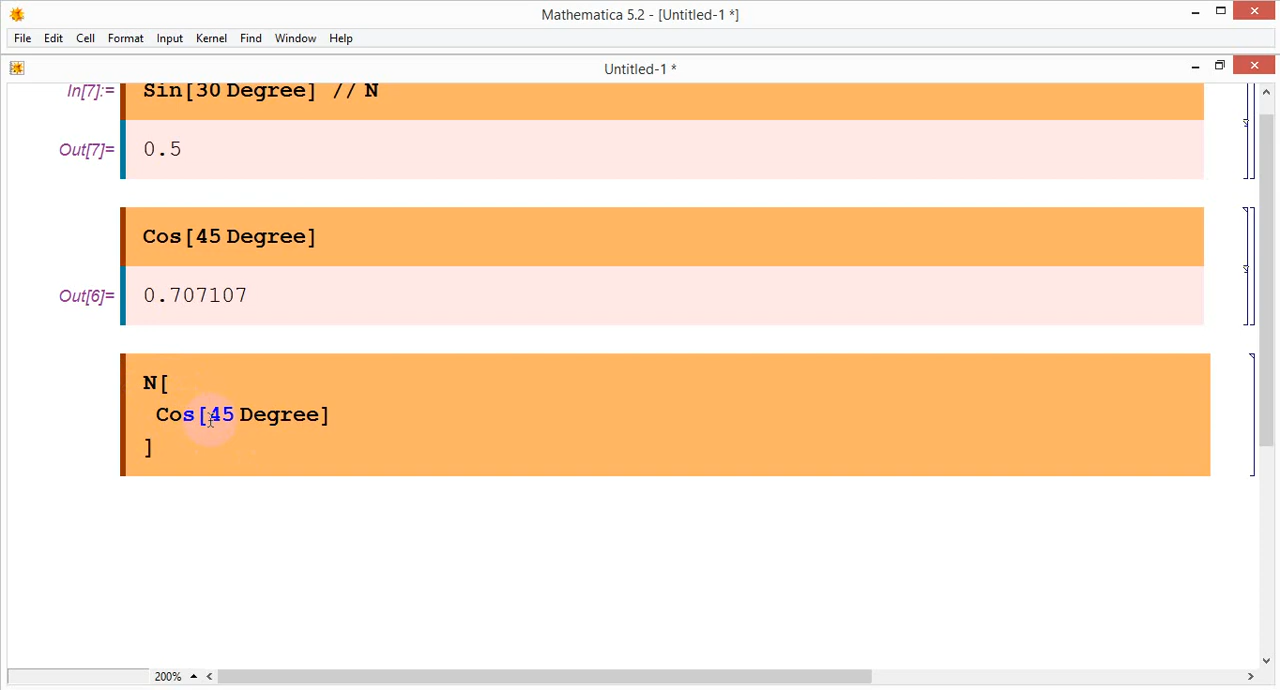 Mathematica 5.2 - [Untitled-1 *]
File Edit Cell Format Input Kernel Find Window Help
Untitled-1 *
In[7]:= Sin[30 Degree] // N
Out[7]= 0.5
Cos[45 Degree]
Out[6]= 0.707107
N[
Cos[45 Degree]
]
200%